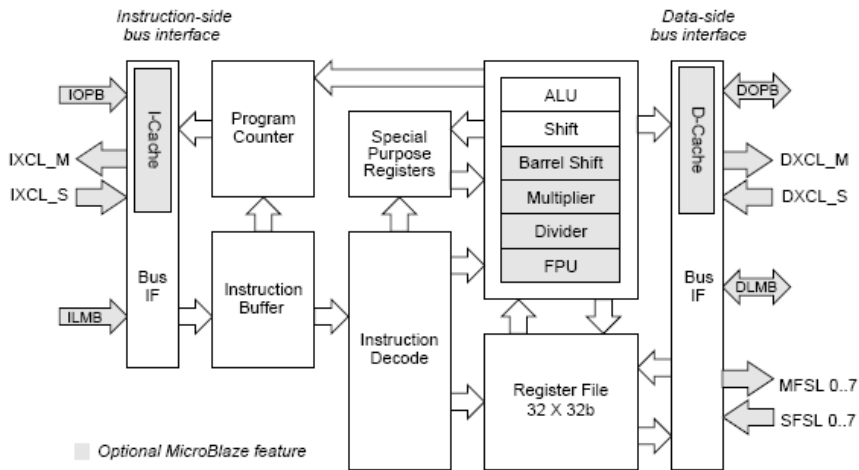 Instruction-side
bus interface
Data-side
bus interface
IOPB
IXCL_M
IXCL_S
ILMB
I-Cache
Bus
IF
Program
Counter
Special
Purpose
Registers
Instruction
Buffer
Instruction
Decode
ALU
Shift
Barrel Shift
Multiplier
Divider
FPU
Register File
32 X 32b
D-Cache
Bus
IF
DOPB
DXCL_M
DXCL_S
DLMB
MFSL 0..7
SFSL 0..7
Optional MicroBlaze feature